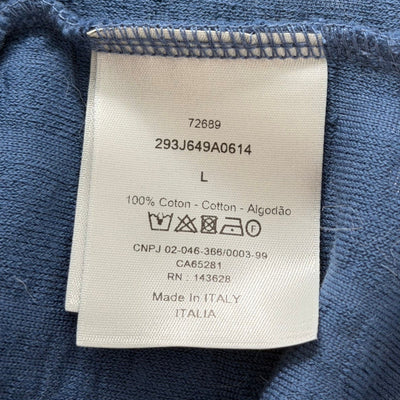 72689
293J649A0614
L
100% Coton - Cotton - Algodão
F
CNPJ 02-046-366/0003-99
CA65281
RN : 143628
Made In ITALY
ITALIA